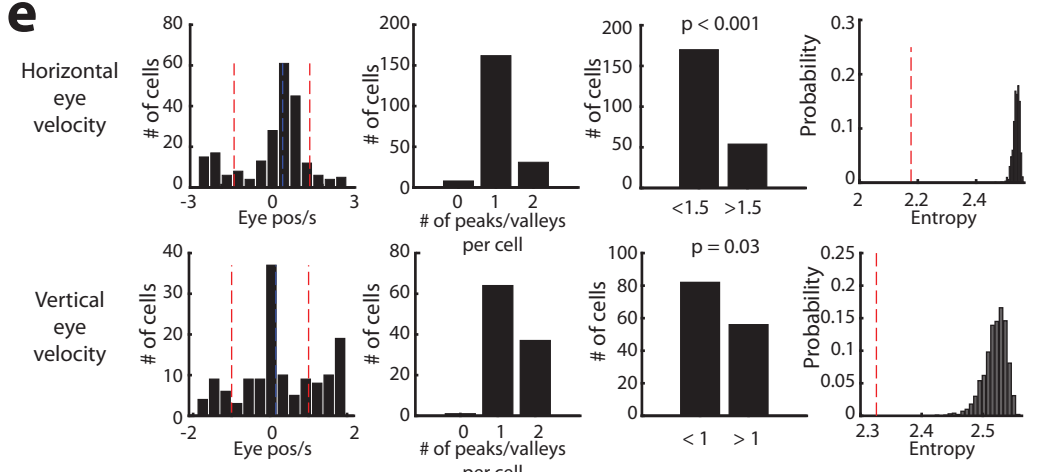 e
Horizontal
eye
velocity
# of cells
80
60
40
20
0
-3
0
3
Eye pos/s
# of cells
200
150
100
50
0
0
1
2
# of peaks/valleys
per cell
p < 0.001
# of cells
200
150
100
50
0
<1.5
>1.5
Probability
0.3
0.2
0.1
0
2
2.2
2.4
Entropy
Vertical
eye
velocity
# of cells
40
30
20
10
0
-2
0
2
Eye pos/s
# of cells
80
60
40
20
0
0
1
2
# of peaks/valleys
per cell
p = 0.03
# of cells
100
80
60
40
20
0
< 1
> 1
Probability
0.25
0.2
0.15
0.1
0.05
0
2.3
2.4
2.5
Entropy